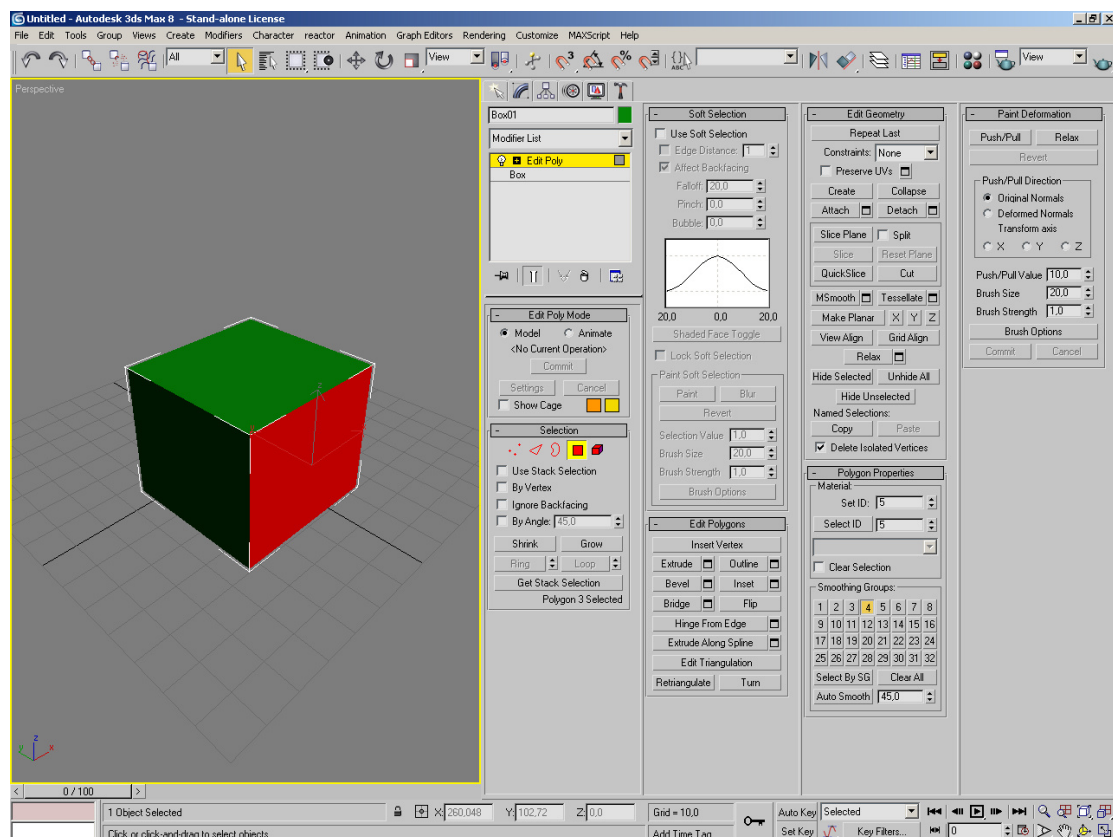 Untitled - Autodesk 3ds Max 8 - Stand-alone License
File Edit Tools Group Views Create Modifiers Character reactor Animation Graph Editors Rendering Customize MAXScript Help
All View ABC View
Perspective
Box01
Modifier List
Edit Poly
Box
- Edit Poly Mode
Model Animate
<No Current Operation>
Commit
Settings Cancel
Show Cage
- Selection
Use Stack Selection
By Vertex
Ignore Backfacing
By Angle: 45,0
Shrink Grow
Ring Loop
Get Stack Selection
Polygon 3 Selected
- Soft Selection
Use Soft Selection
Edge Distance: 1
Affect Backfacing
Falloff: 20,0
Pinch: 0,0
Bubble: 0,0
20,0 0,0 20,0
Shaded Face Toggle
Lock Soft Selection
Paint Soft Selection
Paint Blur
Revert
Selection Value 1,0
Brush Size 20,0
Brush Strength 1,0
Brush Options
- Edit Polygons
Insert Vertex
Extrude Outline
Bevel Inset
Bridge Flip
Hinge From Edge
Extrude Along Spline
Edit Triangulation
Retriangulate Turn
- Edit Geometry
Repeat Last
Constraints: None
Preserve UVs
Create Collapse
Attach Detach
Slice Plane Split
Slice Reset Plane
QuickSlice Cut
MSmooth Tessellate
Make Planar X Y Z
View Align Grid Align
Relax
Hide Selected Unhide All
Hide Unselected
Named Selections:
Copy Paste
Delete Isolated Vertices
- Polygon Properties
Material:
Set ID: 5
Select ID 5
Clear Selection
Smoothing Groups:
1 2 3 4 5 6 7 8
9 10 11 12 13 14 15 16
17 18 19 20 21 22 23 24
25 26 27 28 29 30 31 32
Select By SG Clear All
Auto Smooth 45,0
- Paint Deformation
Push/Pull Relax
Revert
Push/Pull Direction
Original Normals
Deformed Normals
Transform axis
X Y Z
Push/Pull Value 10,0
Brush Size 20,0
Brush Strength 1,0
Brush Options
Commit Cancel
z
y x
z
< 0 / 100 >
1 Object Selected X: 260,048 Y: 102,72 Z: 0,0 Grid = 10,0 Auto Key Selected
Click or click-and-drag to select objects Add Time Tag Set Key Key Filters... 0